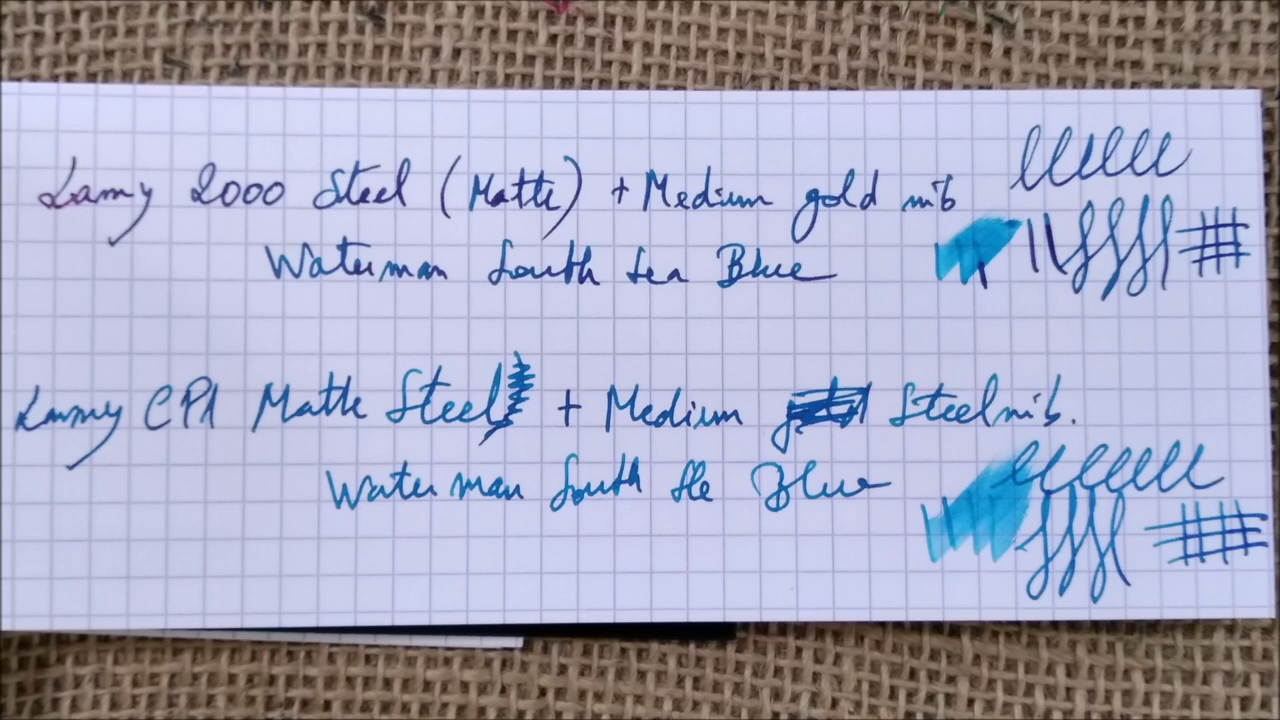 Lamy 2000 Steel (Matte) + Medium gold nib
Waterman South Sea Blue
Lamy CP1 Matte Steel + Medium Steel nib.
Waterman South Se Blue